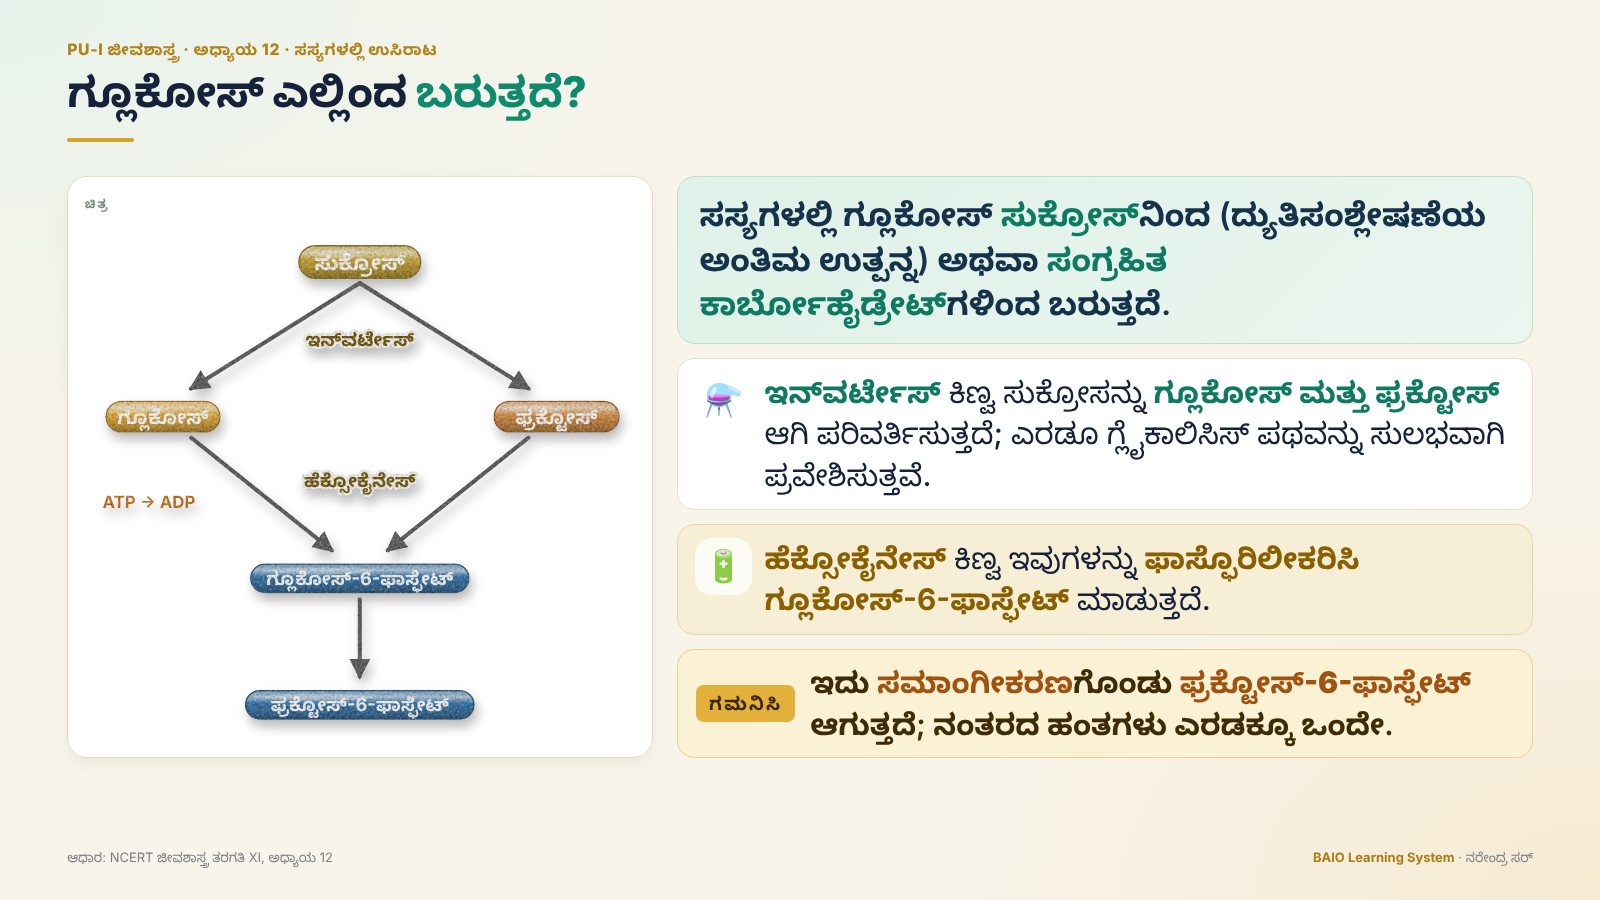 PU-I ಜೀವಶಾಸ್ತ್ರ · ಅಧ್ಯಾಯ 12 · ಸಸ್ಯಗಳಲ್ಲಿ ಉಸಿರಾಟ
ಗ್ಲೂಕೋಸ್ ಎಲ್ಲಿಂದ ಬರುತ್ತದೆ?
ಚಿತ್ರ
ಸುಕ್ರೋಸ್
ಇನ್‌ವರ್ಟೇಸ್
ಗ್ಲೂಕೋಸ್
ಫ್ರಕ್ಟೋಸ್
ಹೆಕ್ಸೋಕೈನೇಸ್
ATP → ADP
ಗ್ಲೂಕೋಸ್-6-ಫಾಸ್ಫೇಟ್
ಫ್ರಕ್ಟೋಸ್-6-ಫಾಸ್ಫೇಟ್
ಸಸ್ಯಗಳಲ್ಲಿ ಗ್ಲೂಕೋಸ್ ಸುಕ್ರೋಸ್‌ನಿಂದ (ದ್ಯುತಿಸಂಶ್ಲೇಷಣೆಯ
ಅಂತಿಮ ಉತ್ಪನ್ನ) ಅಥವಾ ಸಂಗ್ರಹಿತ
ಕಾರ್ಬೋಹೈಡ್ರೇಟ್‌ಗಳಿಂದ ಬರುತ್ತದೆ.
ಇನ್‌ವರ್ಟೇಸ್ ಕಿಣ್ವ ಸುಕ್ರೋಸನ್ನು ಗ್ಲೂಕೋಸ್ ಮತ್ತು ಫ್ರಕ್ಟೋಸ್
ಆಗಿ ಪರಿವರ್ತಿಸುತ್ತದೆ; ಎರಡೂ ಗ್ಲೈಕಾಲಿಸಿಸ್ ಪಥವನ್ನು ಸುಲಭವಾಗಿ
ಪ್ರವೇಶಿಸುತ್ತವೆ.
ಹೆಕ್ಸೋಕೈನೇಸ್ ಕಿಣ್ವ ಇವುಗಳನ್ನು ಫಾಸ್ಫೊರಿಲೀಕರಿಸಿ
ಗ್ಲೂಕೋಸ್-6-ಫಾಸ್ಫೇಟ್ ಮಾಡುತ್ತದೆ.
ಗಮನಿಸಿ
ಇದು ಸಮಾಂಗೀಕರಣಗೊಂಡು ಫ್ರಕ್ಟೋಸ್-6-ಫಾಸ್ಫೇಟ್
ಆಗುತ್ತದೆ; ನಂತರದ ಹಂತಗಳು ಎರಡಕ್ಕೂ ಒಂದೇ.
ಆಧಾರ: NCERT ಜೀವಶಾಸ್ತ್ರ ತರಗತಿ XI, ಅಧ್ಯಾಯ 12
BAIO Learning System · ನರೇಂದ್ರ ಸರ್